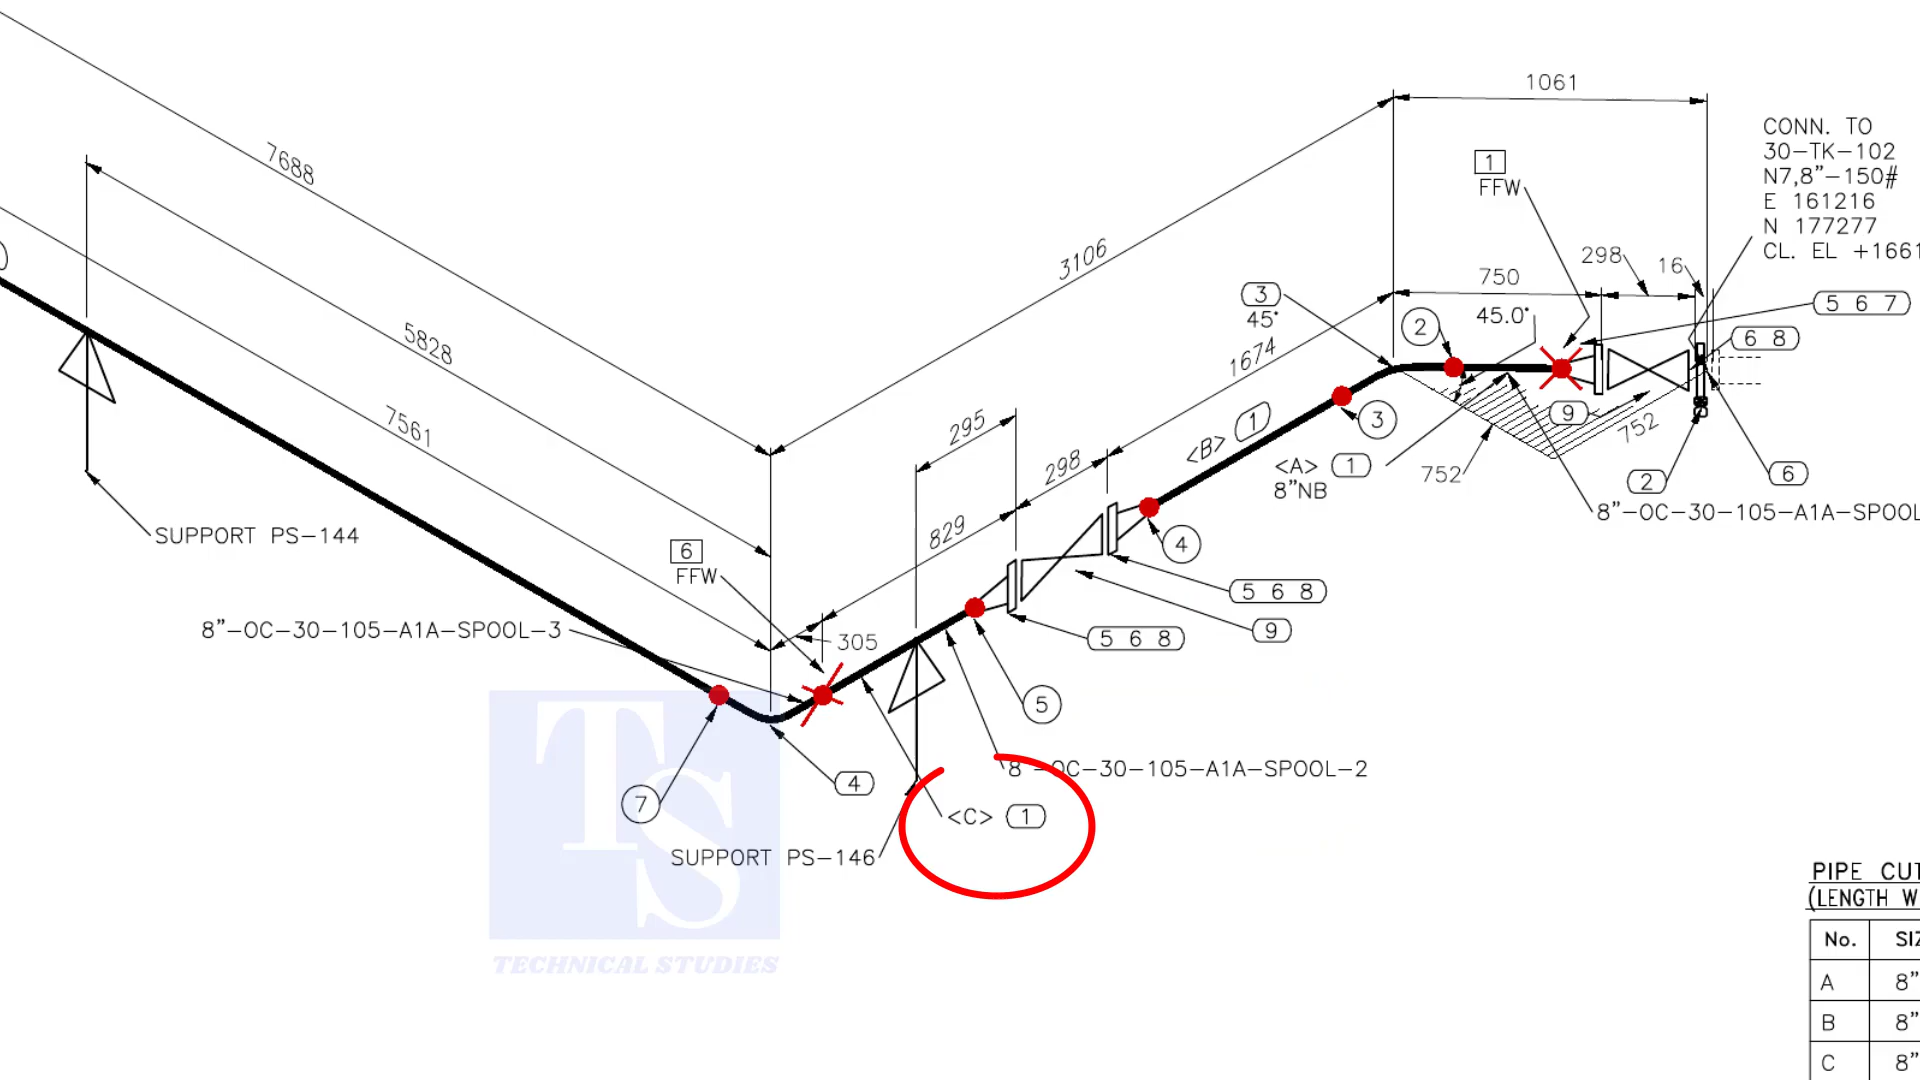 1061
CONN. TO
30-TK-102
N7,8"-150#
E 161216
N 177277
CL. EL +1661
7688
1
FFW
3106
298
16
750
3
45°
45.0°
5 6 7
2
6 8
5828
1674
295
<B> 1
3
9
752
7561
298
<A> 1
8"NB
752
2
6
8"-OC-30-105-A1A-SPOOL
SUPPORT PS-144
829
4
6
FFW
5 6 8
9
8"-OC-30-105-A1A-SPOOL-3
305
5 6 8
5
8 -OC-30-105-A1A-SPOOL-2
4
7
<C> 1
SUPPORT PS-146
TS
TECHNICAL STUDIES
PIPE CUT
(LENGTH W
No. SIZ
A 8"
B 8"
C 8"